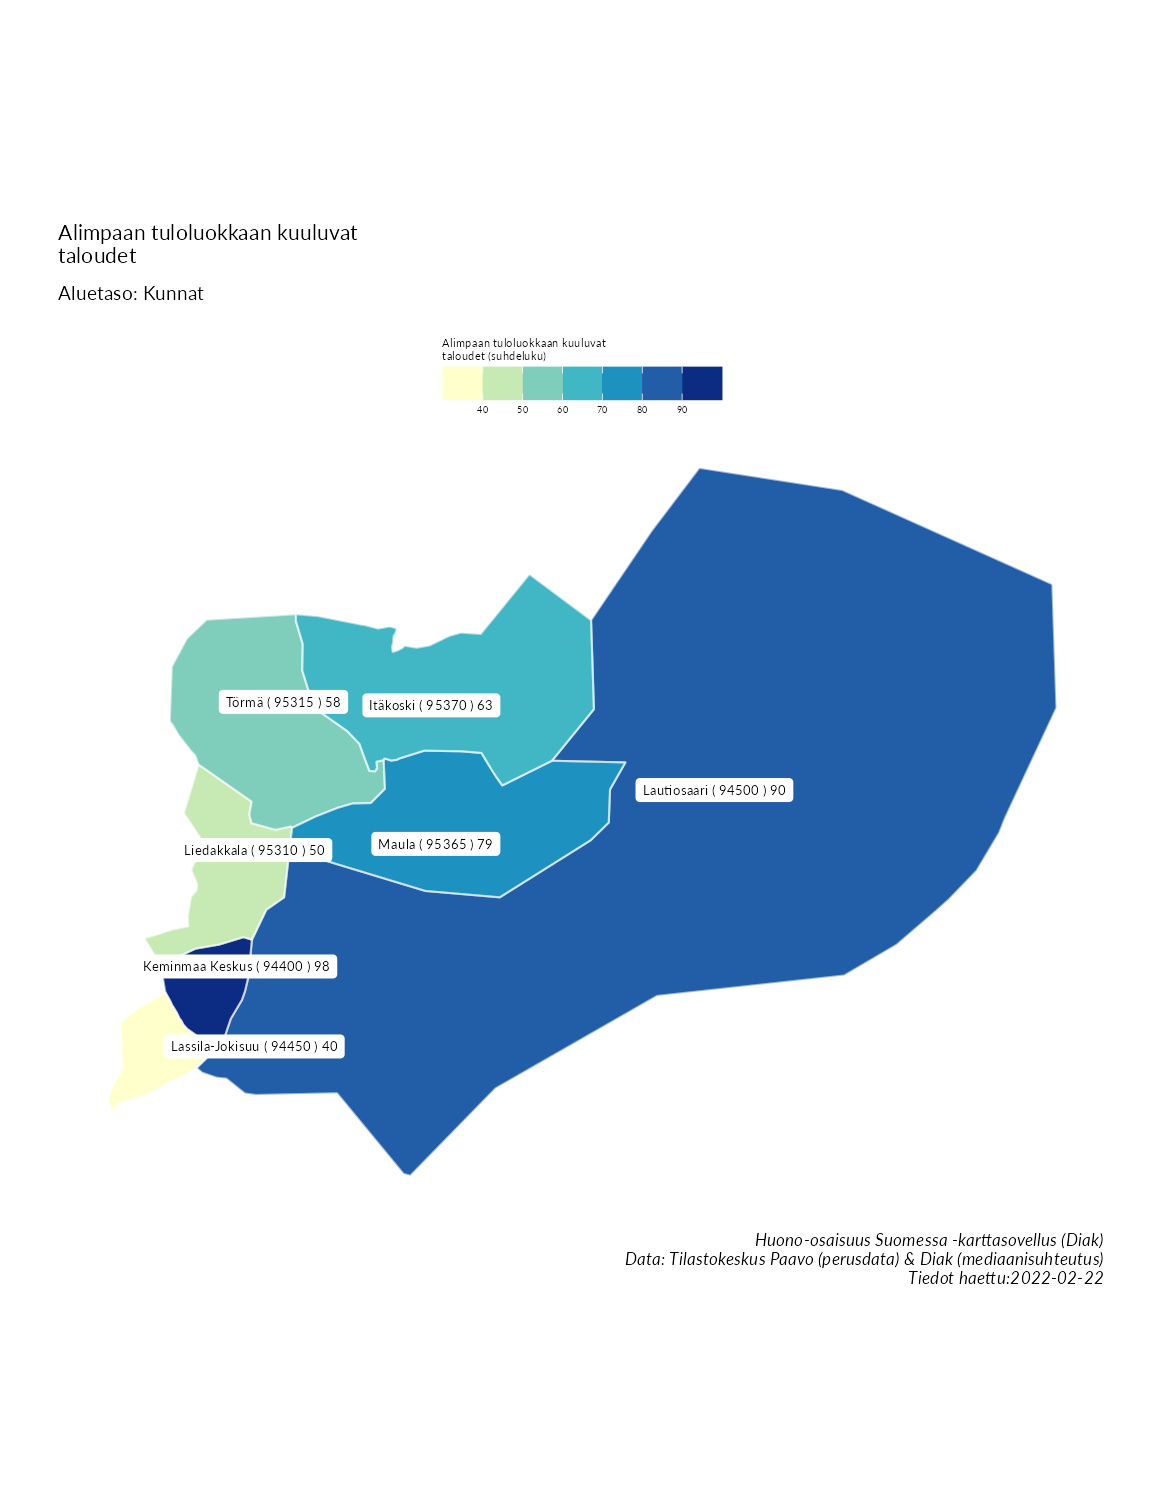 Alimpaan tuloluokkaan kuuluvat
taloudet
Aluetaso: Kunnat
Alimpaan tuloluokkaan kuuluvat
taloudet (suhdeluku)
40 50 60 70 80 90
Törmä ( 95315 ) 58
Itäkoski ( 95370 ) 63
Lautiosaari ( 94500 ) 90
Maula ( 95365 ) 79
Liedakkala ( 95310 ) 50
Keminmaa Keskus ( 94400 ) 98
Lassila-Jokisuu ( 94450 ) 40
Huono-osaisuus Suomessa -karttasovellus (Diak)
Data: Tilastokeskus Paavo (perusdata) & Diak (mediaanisuhteutus)
Tiedot haettu:2022-02-22